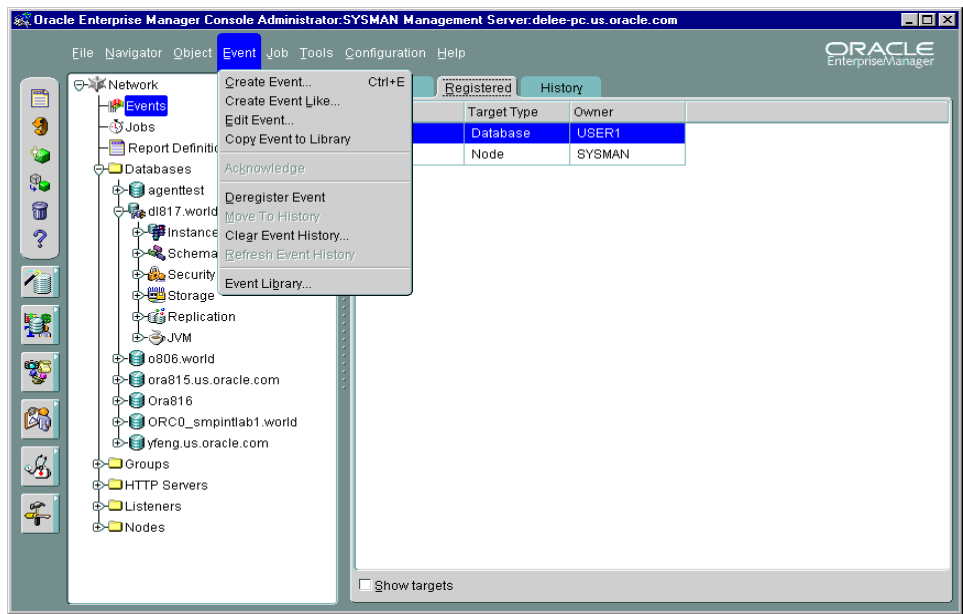 Oracle Enterprise Manager Console Administrator:SYSMAN Management Server:delee-pc.us.oracle.com
File Navigator Object Event Job Tools Configuration Help
ORACLE
EnterpriseManager
Network
Events
Jobs
Report Definitio
Databases
agenttest
dl817.world
Instance
Schema
Security
Storage
Replication
JVM
o806.world
ora815.us.oracle.com
Ora816
ORC0_smpintlab1.world
yfeng.us.oracle.com
Groups
HTTP Servers
Listeners
Nodes
Create Event... Ctrl+E
Create Event Like...
Edit Event...
Copy Event to Library
Acknowledge
Deregister Event
Move To History
Clear Event History...
Refresh Event History
Event Library...
Registered History
Target Type Owner
Database USER1
Node SYSMAN
Show targets